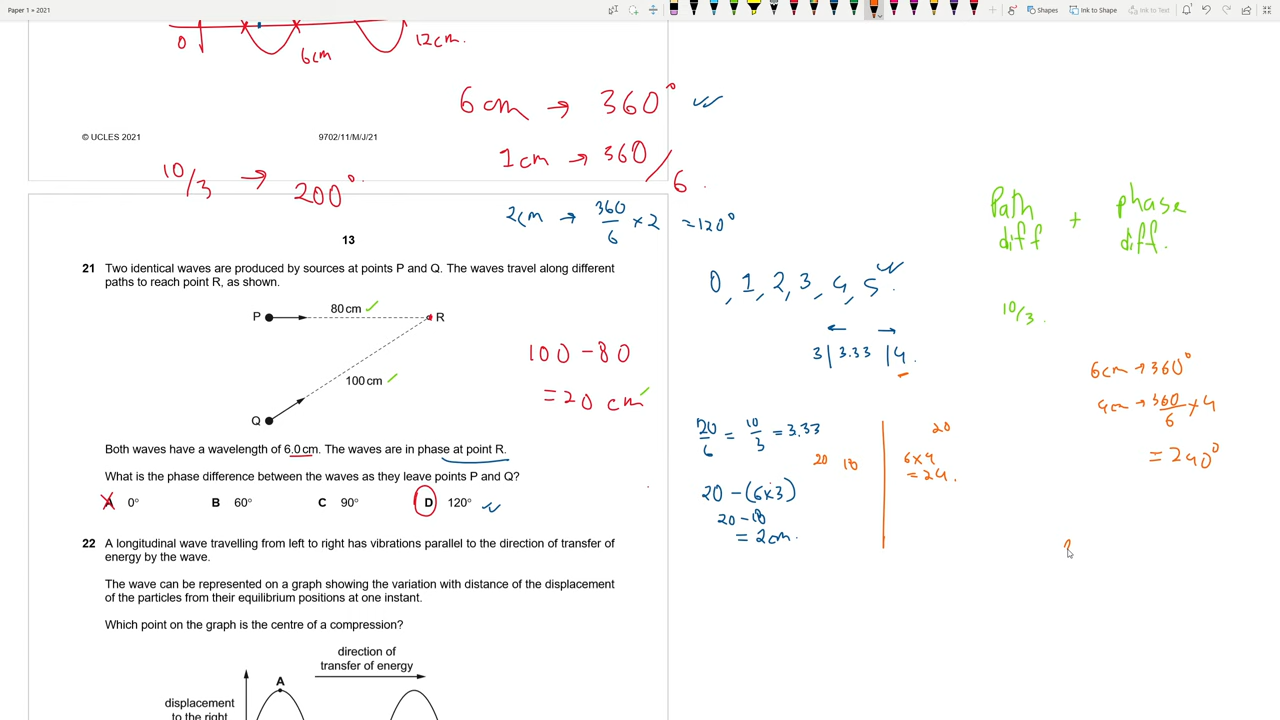 Paper 1 » 2021
Shapes
Ink to Shape
Ink to Text
0
6cm
12cm.
6cm → 360°
© UCLES 2021
9702/11/M/J/21
1cm → 360/6.
10/3 → 200°.
2cm → 360/6 × 2 = 120°
Path diff + phase diff.
13
21 Two identical waves are produced by sources at points P and Q. The waves travel along different
paths to reach point R, as shown.
0, 1, 2, 3, 4, 5.
80 cm
P
R
10/3.
100 - 80
= 20 cm
3 | 3.33 | 4.
6cm → 360°
100 cm
4cm → 360/6 × 4
= 240°
Q
20/6 = 10/3 = 3.33
20
20 18
6×4
= 24.
Both waves have a wavelength of 6.0 cm. The waves are in phase at point R.
What is the phase difference between the waves as they leave points P and Q?
20 - (6×3)
20 - 18
= 2cm.
A 0° B 60° C 90° D 120°
22 A longitudinal wave travelling from left to right has vibrations parallel to the direction of transfer of
energy by the wave.
The wave can be represented on a graph showing the variation with distance of the displacement
of the particles from their equilibrium positions at one instant.
Which point on the graph is the centre of a compression?
direction of
transfer of energy
A
displacement
to the right